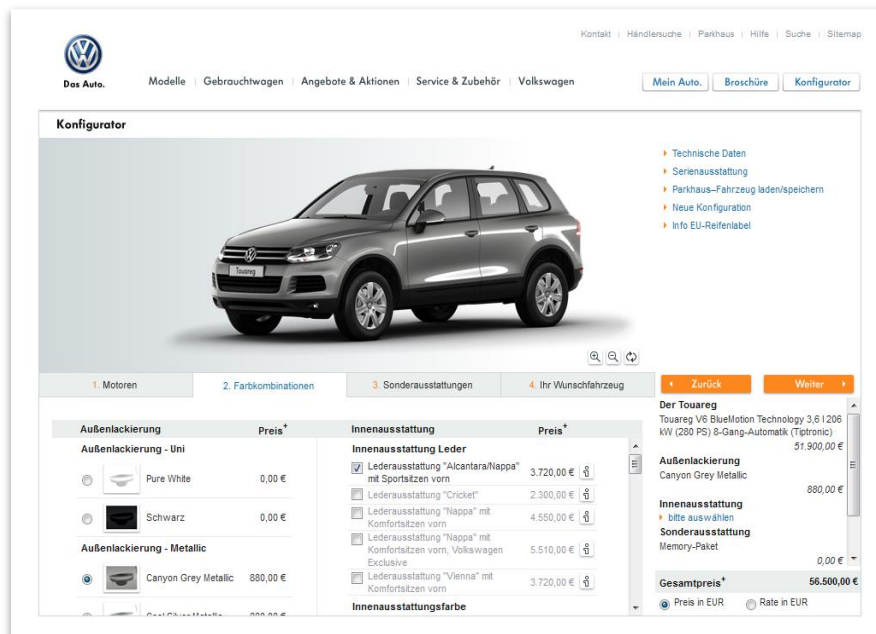 Kontakt | Händlersuche | Parkhaus | Hilfe | Suche | Sitemap
Das Auto.
Modelle | Gebrauchtwagen | Angebote & Aktionen | Service & Zubehör | Volkswagen
Mein Auto. Broschüre Konfigurator
Konfigurator
Technische Daten
Serienausstattung
Parkhaus–Fahrzeug laden/speichern
Neue Konfiguration
Info EU-Reifenlabel
Touareg
1. Motoren 2. Farbkombinationen 3. Sonderausstattungen 4. Ihr Wunschfahrzeug
Zurück Weiter
Außenlackierung Preis+
Außenlackierung - Uni
Pure White 0,00 €
Schwarz 0,00 €
Außenlackierung - Metallic
Canyon Grey Metallic 880,00 €
Innenausstattung Preis+
Innenausstattung Leder
Lederausstattung "Alcantara/Nappa"
mit Sportsitzen vorn 3.720,00 €
Lederausstattung "Cricket" 2.300,00 €
Lederausstattung "Nappa" mit
Komfortsitzen vorn 4.550,00 €
Lederausstattung "Nappa" mit
Komfortsitzen vorn, Volkswagen
Exclusive 5.510,00 €
Lederausstattung "Vienna" mit
Komfortsitzen vorn 3.720,00 €
Innenausstattungsfarbe
Der Touareg
Touareg V6 BlueMotion Technology 3,6 l 206
kW (280 PS) 8-Gang-Automatik (Tiptronic)
51.900,00 €
Außenlackierung
Canyon Grey Metallic
880,00 €
Innenausstattung
bitte auswählen
Sonderausstattung
Memory-Paket
0,00 €
Gesamtpreis+ 56.500,00 €
Preis in EUR Rate in EUR